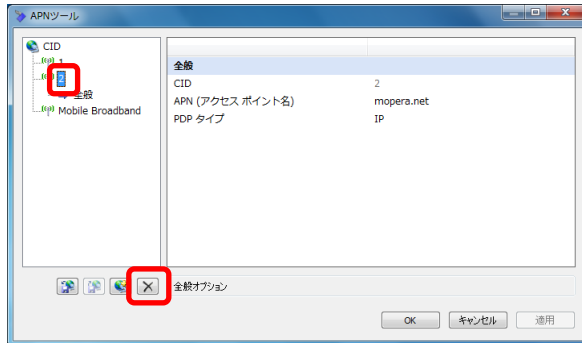 APNツール
CID
1
2
全般
Mobile Broadband
全般
CID 2
APN (アクセス ポイント名) mopera.net
PDP タイプ IP
全般オプション
OK キャンセル 適用